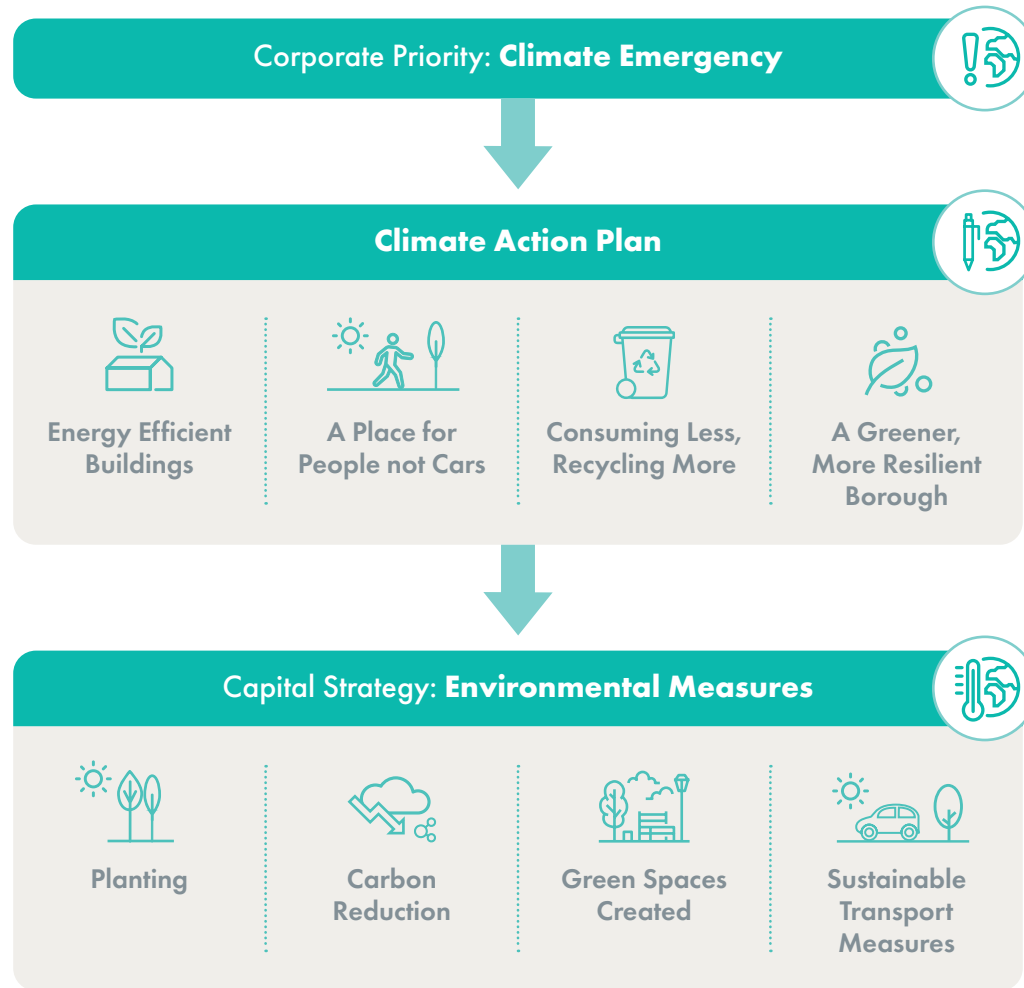 Corporate Priority: Climate Emergency
Climate Action Plan
Energy Efficient
Buildings
A Place for
People not Cars
Consuming Less,
Recycling More
A Greener,
More Resilient
Borough
Capital Strategy: Environmental Measures
Planting
Carbon
Reduction
Green Spaces
Created
Sustainable
Transport
Measures